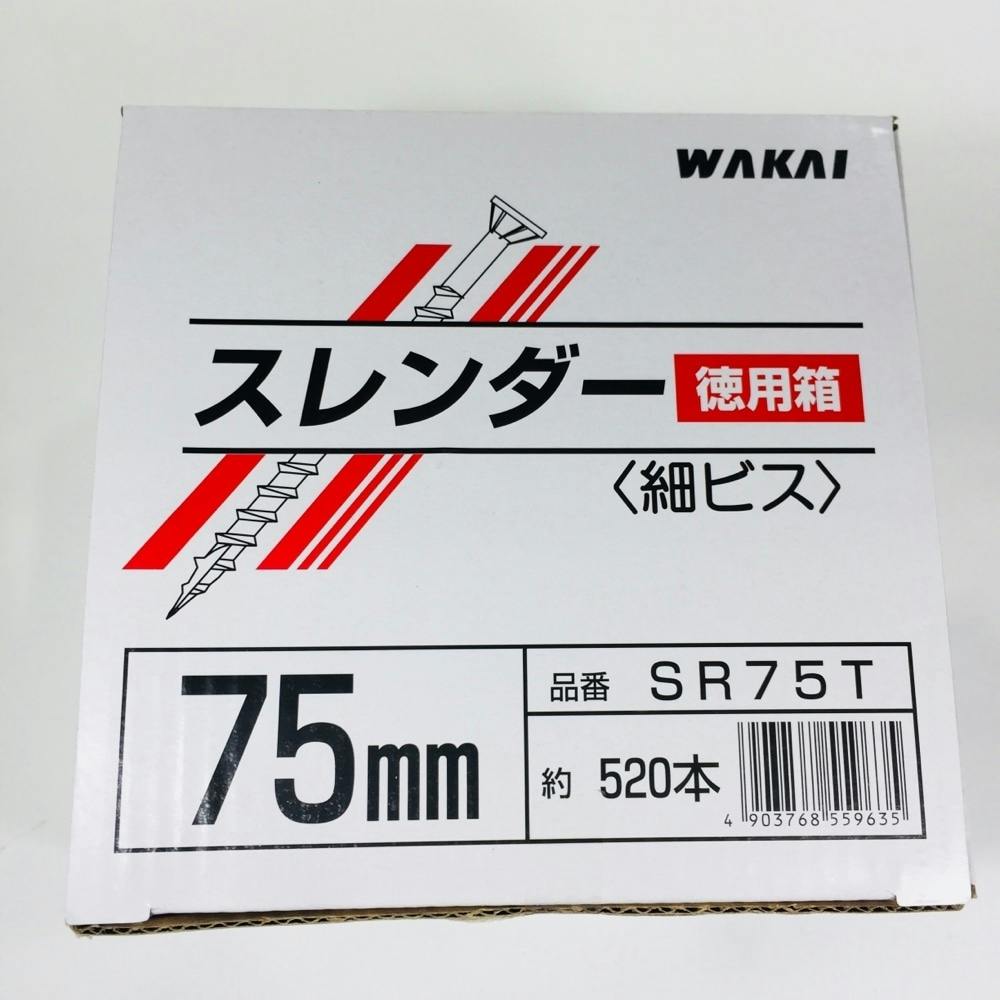 WAKAI
スレンダー 徳用箱
〈細ビス〉
75mm
品番 SR75T
約 520本
4 903768 559635